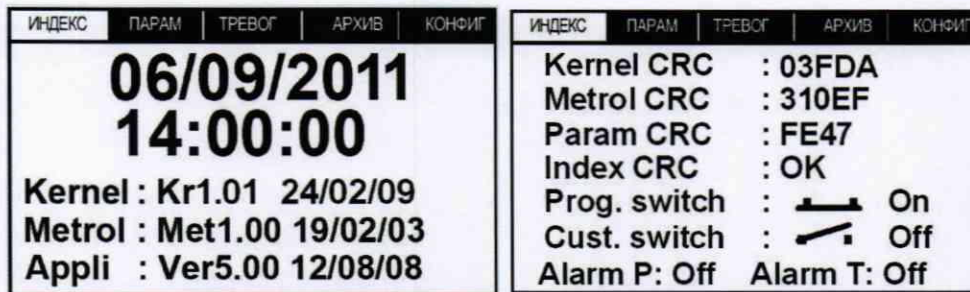 ИНДЕКС ПАРАМ ТРЕВОГ АРХИВ КОНФИГ
06/09/2011
14:00:00
Kernel : Kr1.01 24/02/09
Metrol : Met1.00 19/02/03
Appli : Ver5.00 12/08/08
ИНДЕКС ПАРАМ ТРЕВОГ АРХИВ КОНФИГ
Kernel CRC : 03FDA
Metrol CRC : 310EF
Param CRC : FE47
Index CRC : OK
Prog. switch : On
Cust. switch : Off
Alarm P: Off Alarm T: Off